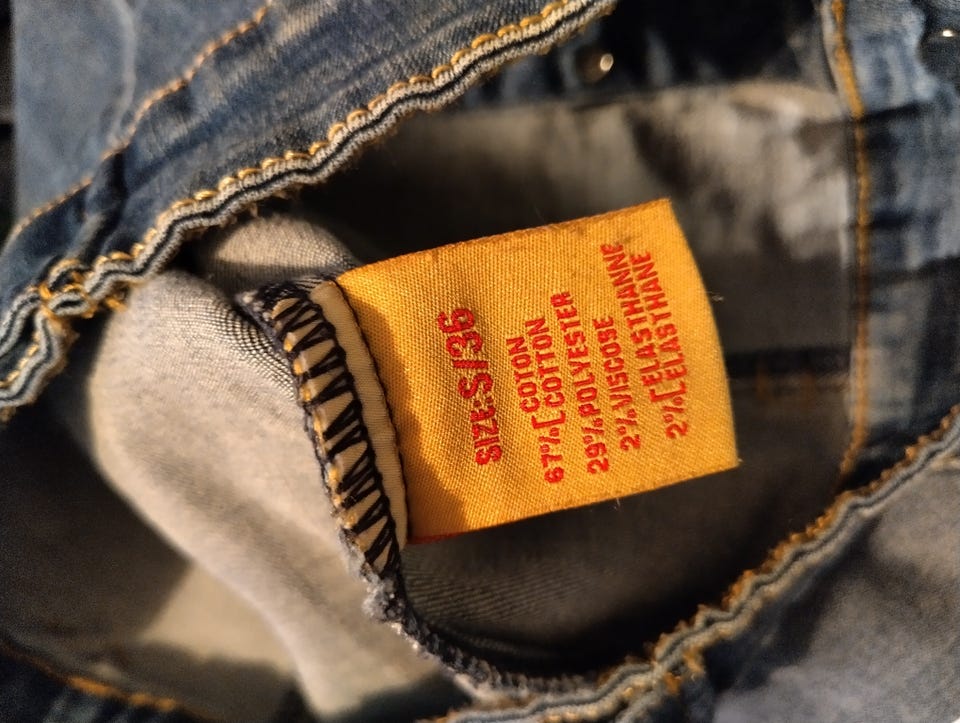 SIZE:S/36
COTON
67%[ COTTON
29%POLYESTER
2%VISCOSE
[ELASTHANNE
2%[ELASTHANE